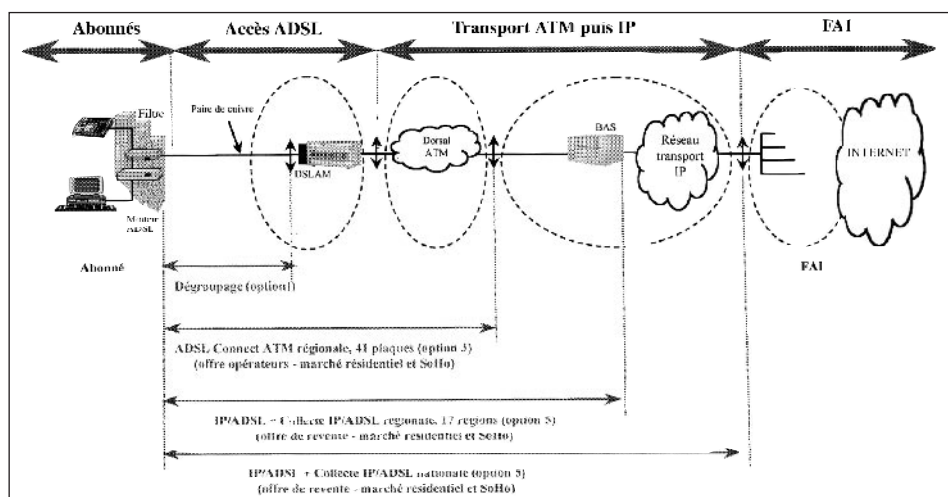 Abonnés
Accès ADSL
Transport ATM puis IP
FAI
Filtre
Paire de cuivre
DSLAM
Dorsal
ATM
BAS
Réseau
transport
IP
INTERNET
ADSL
Abonné
FAI
Dégroupage (option1)
ADSL Connect ATM régionale, 41 plaques (option 3)
(offre opérateurs - marché résidentiel et SoHo)
IP/ADSL + Collecte IP/ADSL régionale, 17 regions (option 5)
(offre de revente - marché résidentiel et SoHo)
IP/ADSL + Collecte IP/ADSL nationale (option 5)
(offre de revente - marché résidentiel et SoHo)